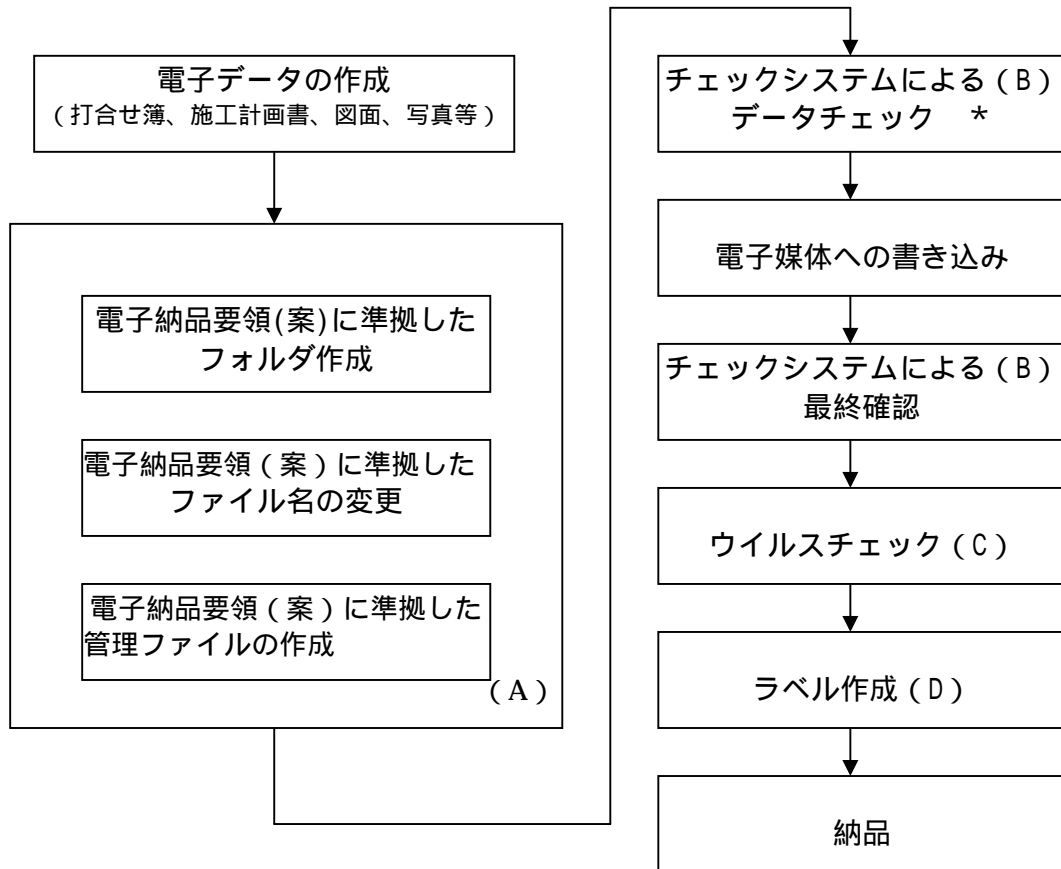 電子データの作成
（打合せ簿、施工計画書、図面、写真等）
電子納品要領(案)に準拠した
フォルダ作成
電子納品要領（案）に準拠した
ファイル名の変更
電子納品要領（案）に準拠した
管理ファイルの作成
（A）
チェックシステムによる（B）
データチェック　*
電子媒体への書き込み
チェックシステムによる（B）
最終確認
ウイルスチェック（C）
ラベル作成（D）
納品